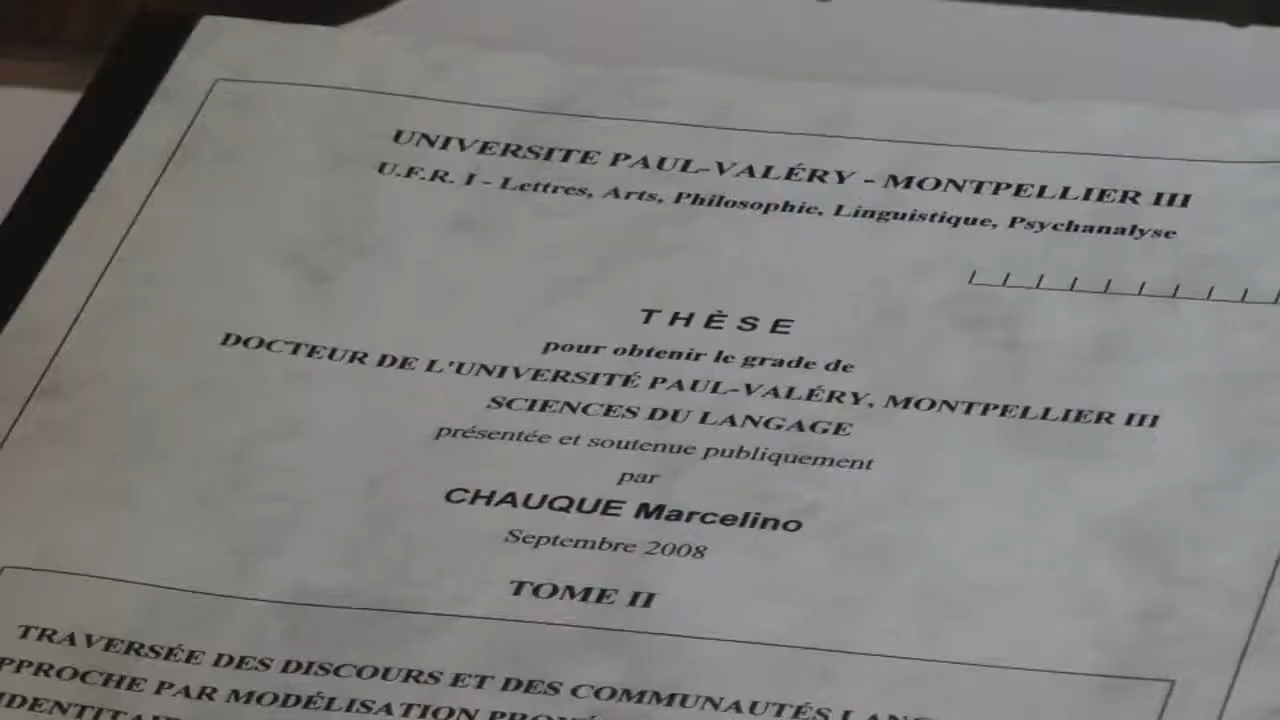 UNIVERSITE PAUL-VALÉRY - MONTPELLIER III
U.F.R. I - Lettres, Arts, Philosophie, Linguistique, Psychanalyse
THÈSE
pour obtenir le grade de
DOCTEUR DE L'UNIVERSITÉ PAUL-VALÉRY, MONTPELLIER III
SCIENCES DU LANGAGE
présentée et soutenue publiquement
par
CHAUQUE Marcelino
Septembre 2008
TOME II
TRAVERSÉE DES DISCOURS ET DES COMMUNAUTÉS
PAR MODÉLISATION